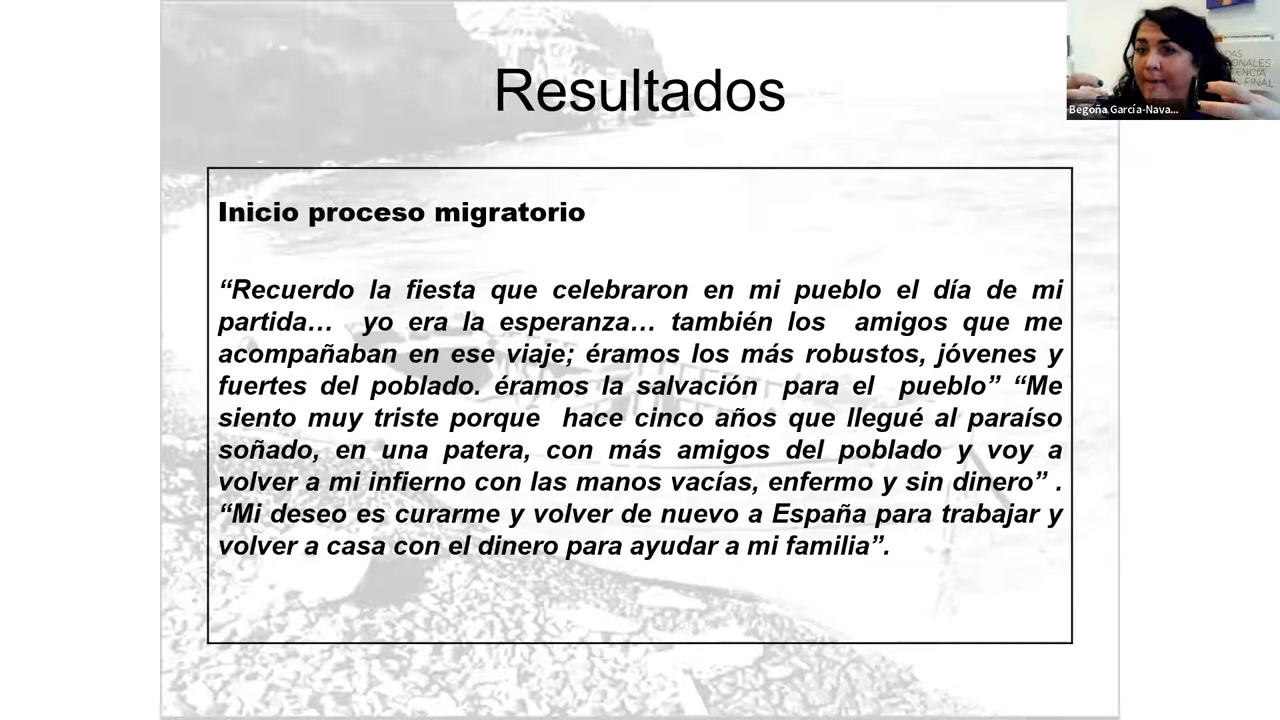 Resultados
Inicio proceso migratorio
“Recuerdo la fiesta que celebraron en mi pueblo el día de mi
partida… yo era la esperanza… también los amigos que me
acompañaban en ese viaje; éramos los más robustos, jóvenes y
fuertes del poblado. éramos la salvación para el pueblo” “Me
siento muy triste porque hace cinco años que llegué al paraíso
soñado, en una patera, con más amigos del poblado y voy a
volver a mi infierno con las manos vacías, enfermo y sin dinero” .
“Mi deseo es curarme y volver de nuevo a España para trabajar y
volver a casa con el dinero para ayudar a mi familia”.
Begoña García-Nava...